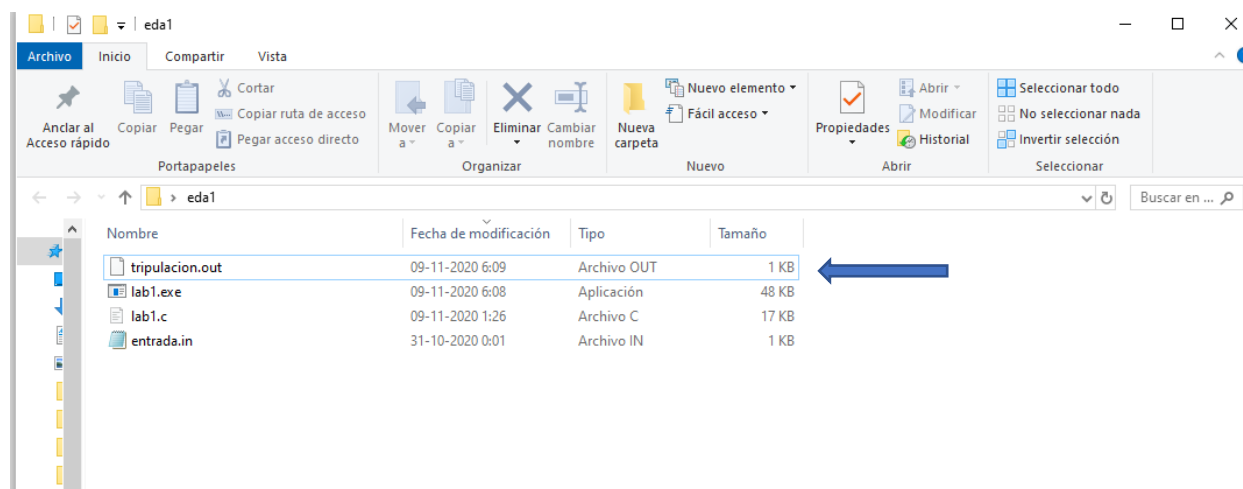 eda1
Archivo Inicio Compartir Vista
Anclar al Acceso rápido
Copiar
Pegar
Cortar
Copiar ruta de acceso
Pegar acceso directo
Portapapeles
Mover a
Copiar a
Eliminar
Cambiar nombre
Organizar
Nueva carpeta
Nuevo elemento
Fácil acceso
Nuevo
Propiedades
Abrir
Modificar
Historial
Abrir
Seleccionar todo
No seleccionar nada
Invertir selección
Seleccionar
> eda1
Buscar en ...
Nombre Fecha de modificación Tipo Tamaño
tripulacion.out 09-11-2020 6:09 Archivo OUT 1 KB
lab1.exe 09-11-2020 6:08 Aplicación 48 KB
lab1.c 09-11-2020 1:26 Archivo C 17 KB
entrada.in 31-10-2020 0:01 Archivo IN 1 KB